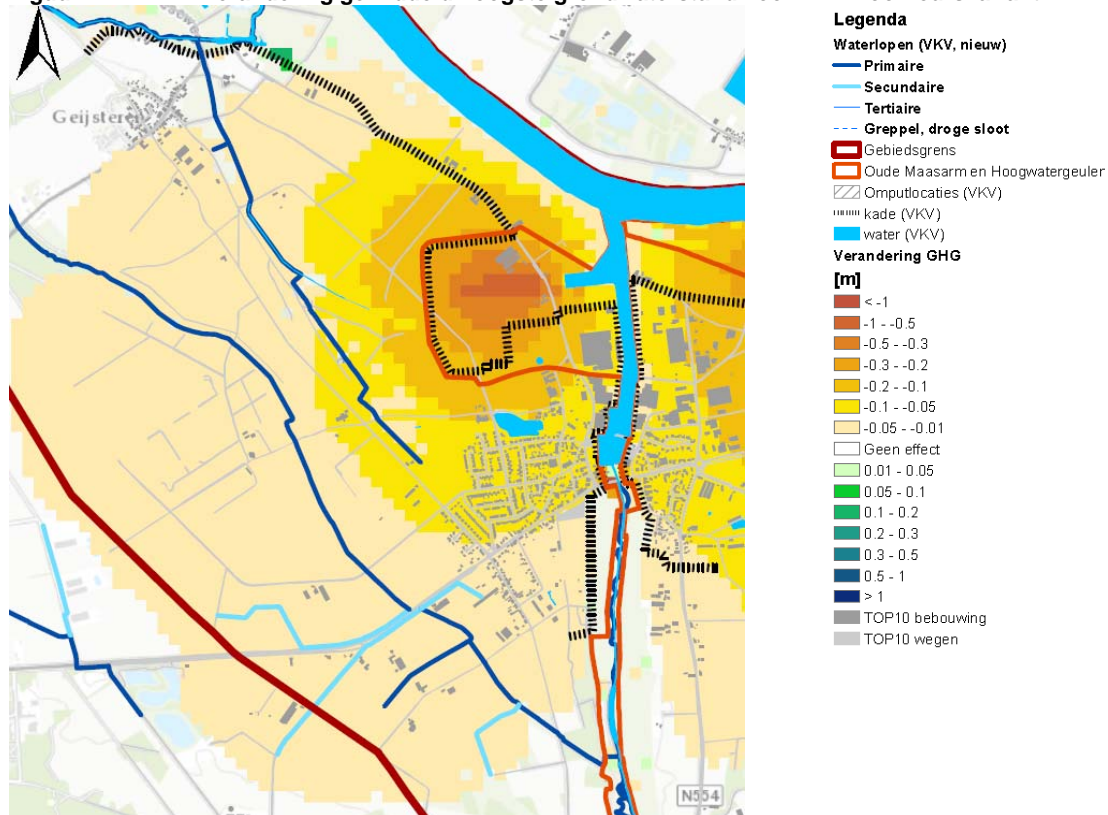 Legenda
Waterlopen (VKV, nieuw)
Primaire
Secundaire
Tertiaire
Greppel, droge sloot
Gebiedsgrens
Oude Maasarm en Hoogwatergeulen
Omputlocaties (VKV)
kade (VKV)
water (VKV)
Verandering GHG
[m]
< -1
-1 - -0.5
-0.5 - -0.3
-0.3 - -0.2
-0.2 - -0.1
-0.1 - -0.05
-0.05 - -0.01
Geen effect
0.01 - 0.05
0.05 - 0.1
0.1 - 0.2
0.2 - 0.3
0.3 - 0.5
0.5 - 1
> 1
TOP10 bebouwing
TOP10 wegen
N554